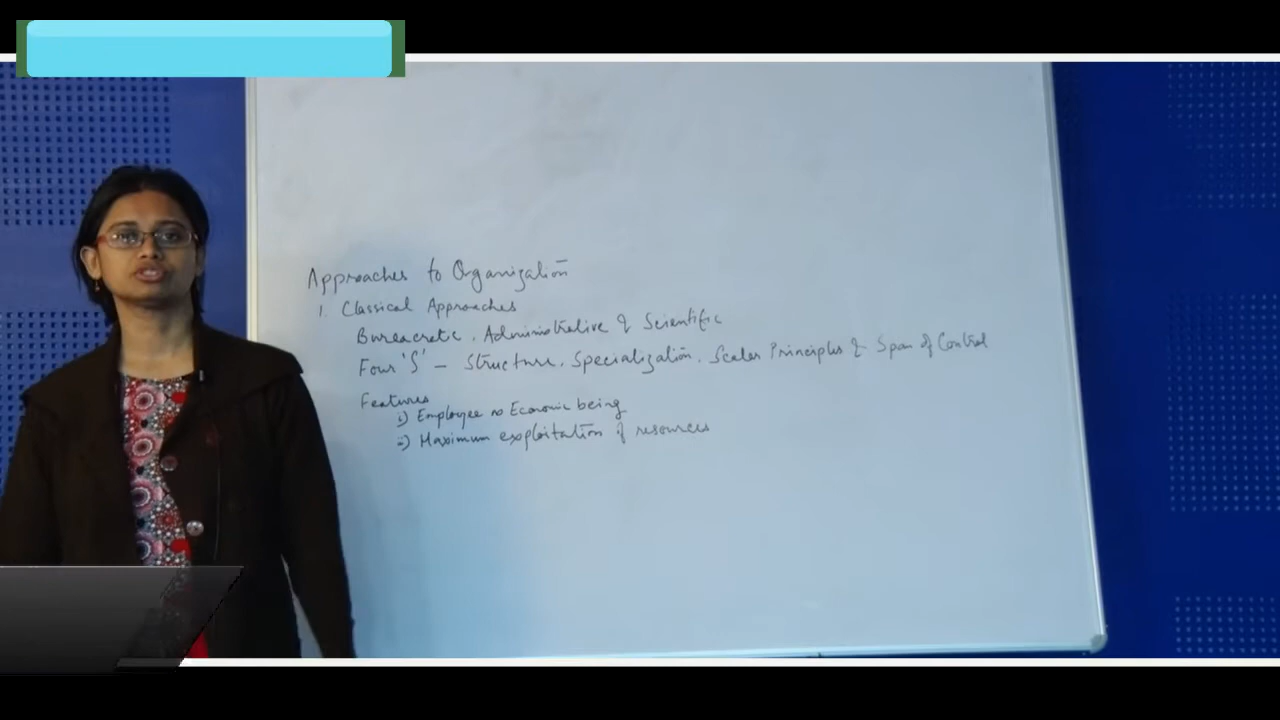 Approaches to Organization
1. Classical Approaches
Bureacratic, Administrative & Scientific
Four 'S' – Structure, Specialization, Scaler Principles & Span of Control
Features
i) Employee as Economic being
ii) Maximum exploitation of resources